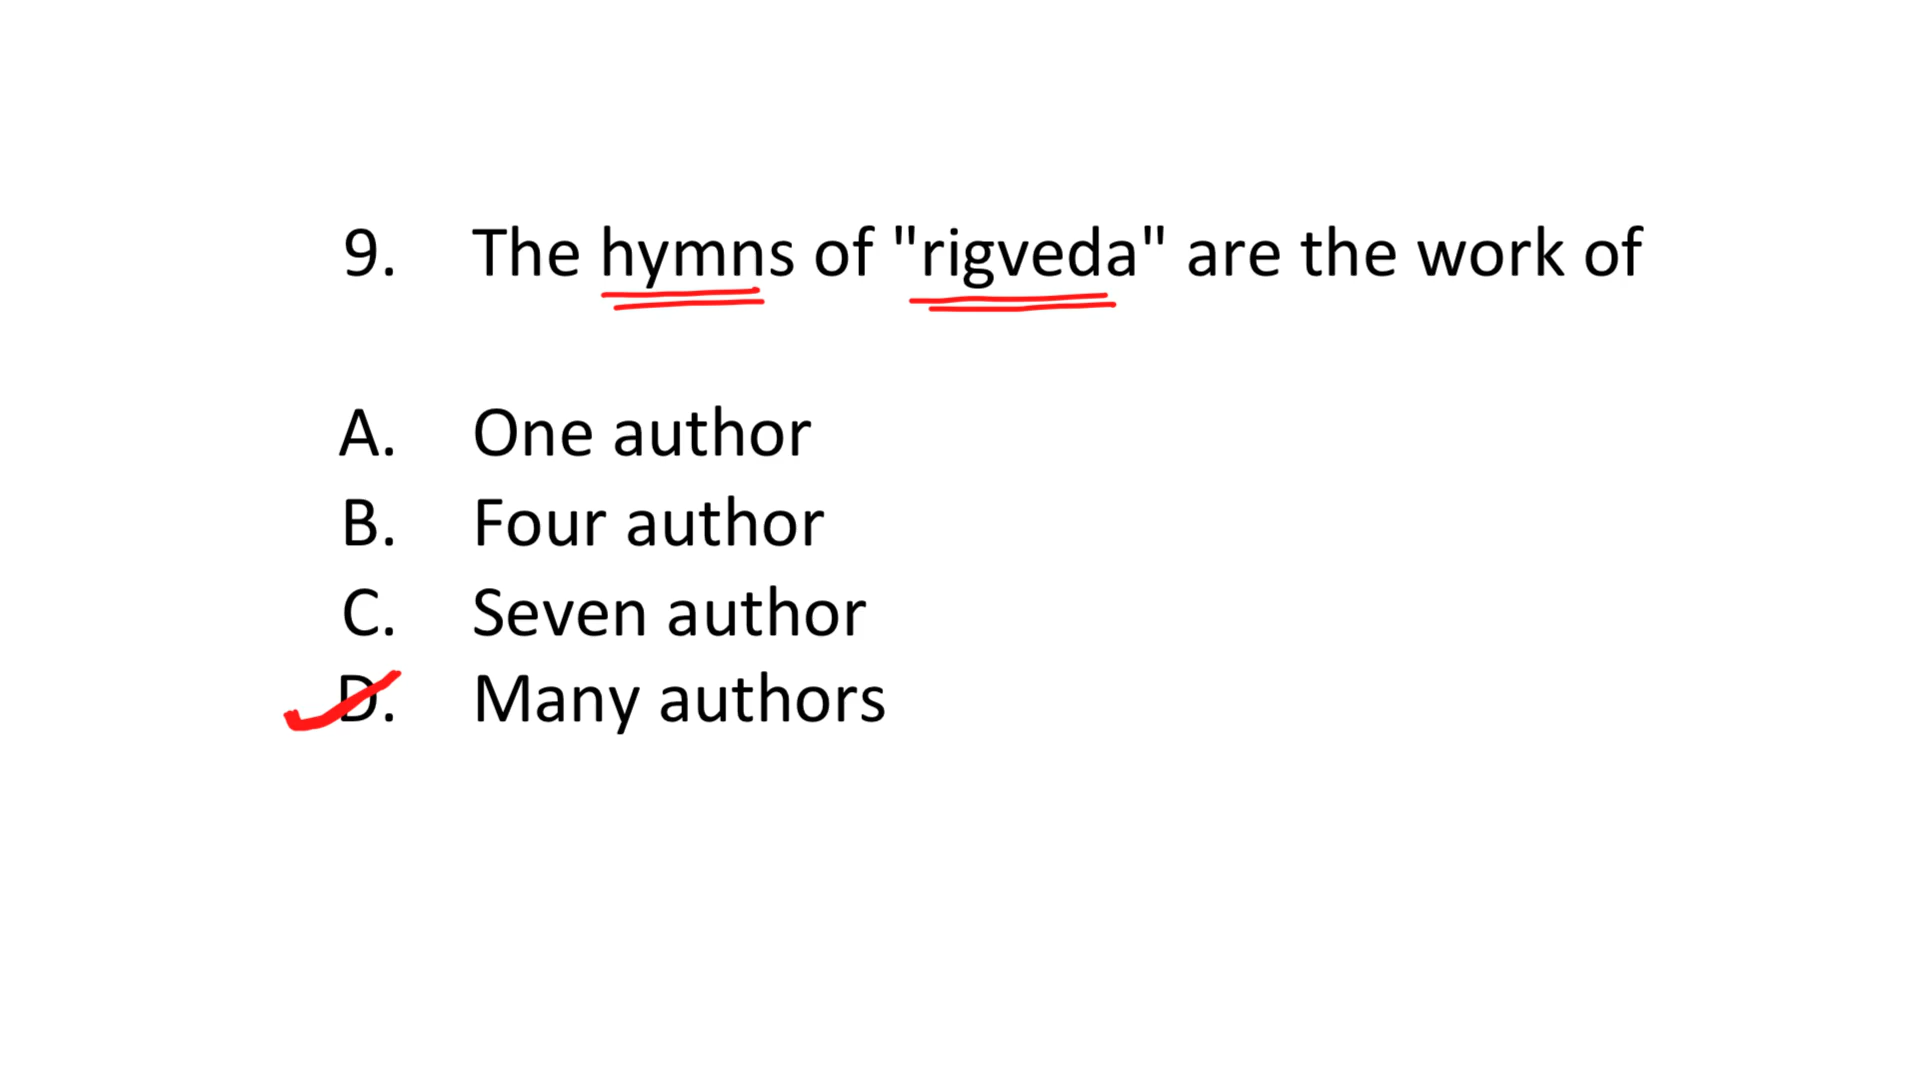 9. The hymns of "rigveda" are the work of
A. One author
B. Four author
C. Seven author
D. Many authors